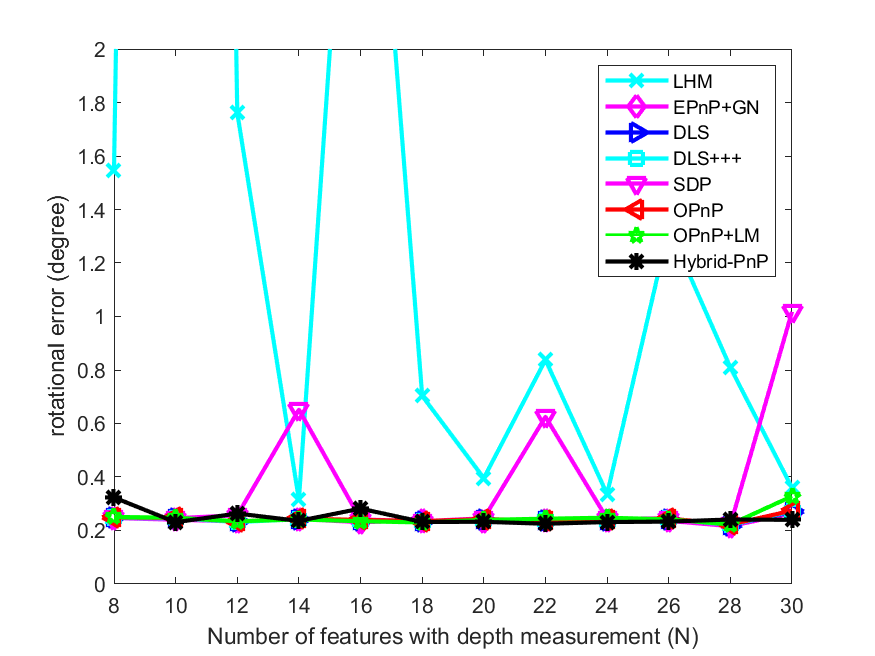 2
1.8
1.6
1.4
1.2
1
0.8
0.6
0.4
0.2
0
rotational error (degree)
LHM
EPnP+GN
DLS
DLS+++
SDP
OPnP
OPnP+LM
Hybrid-PnP
8 10 12 14 16 18 20 22 24 26 28 30
Number of features with depth measurement (N)